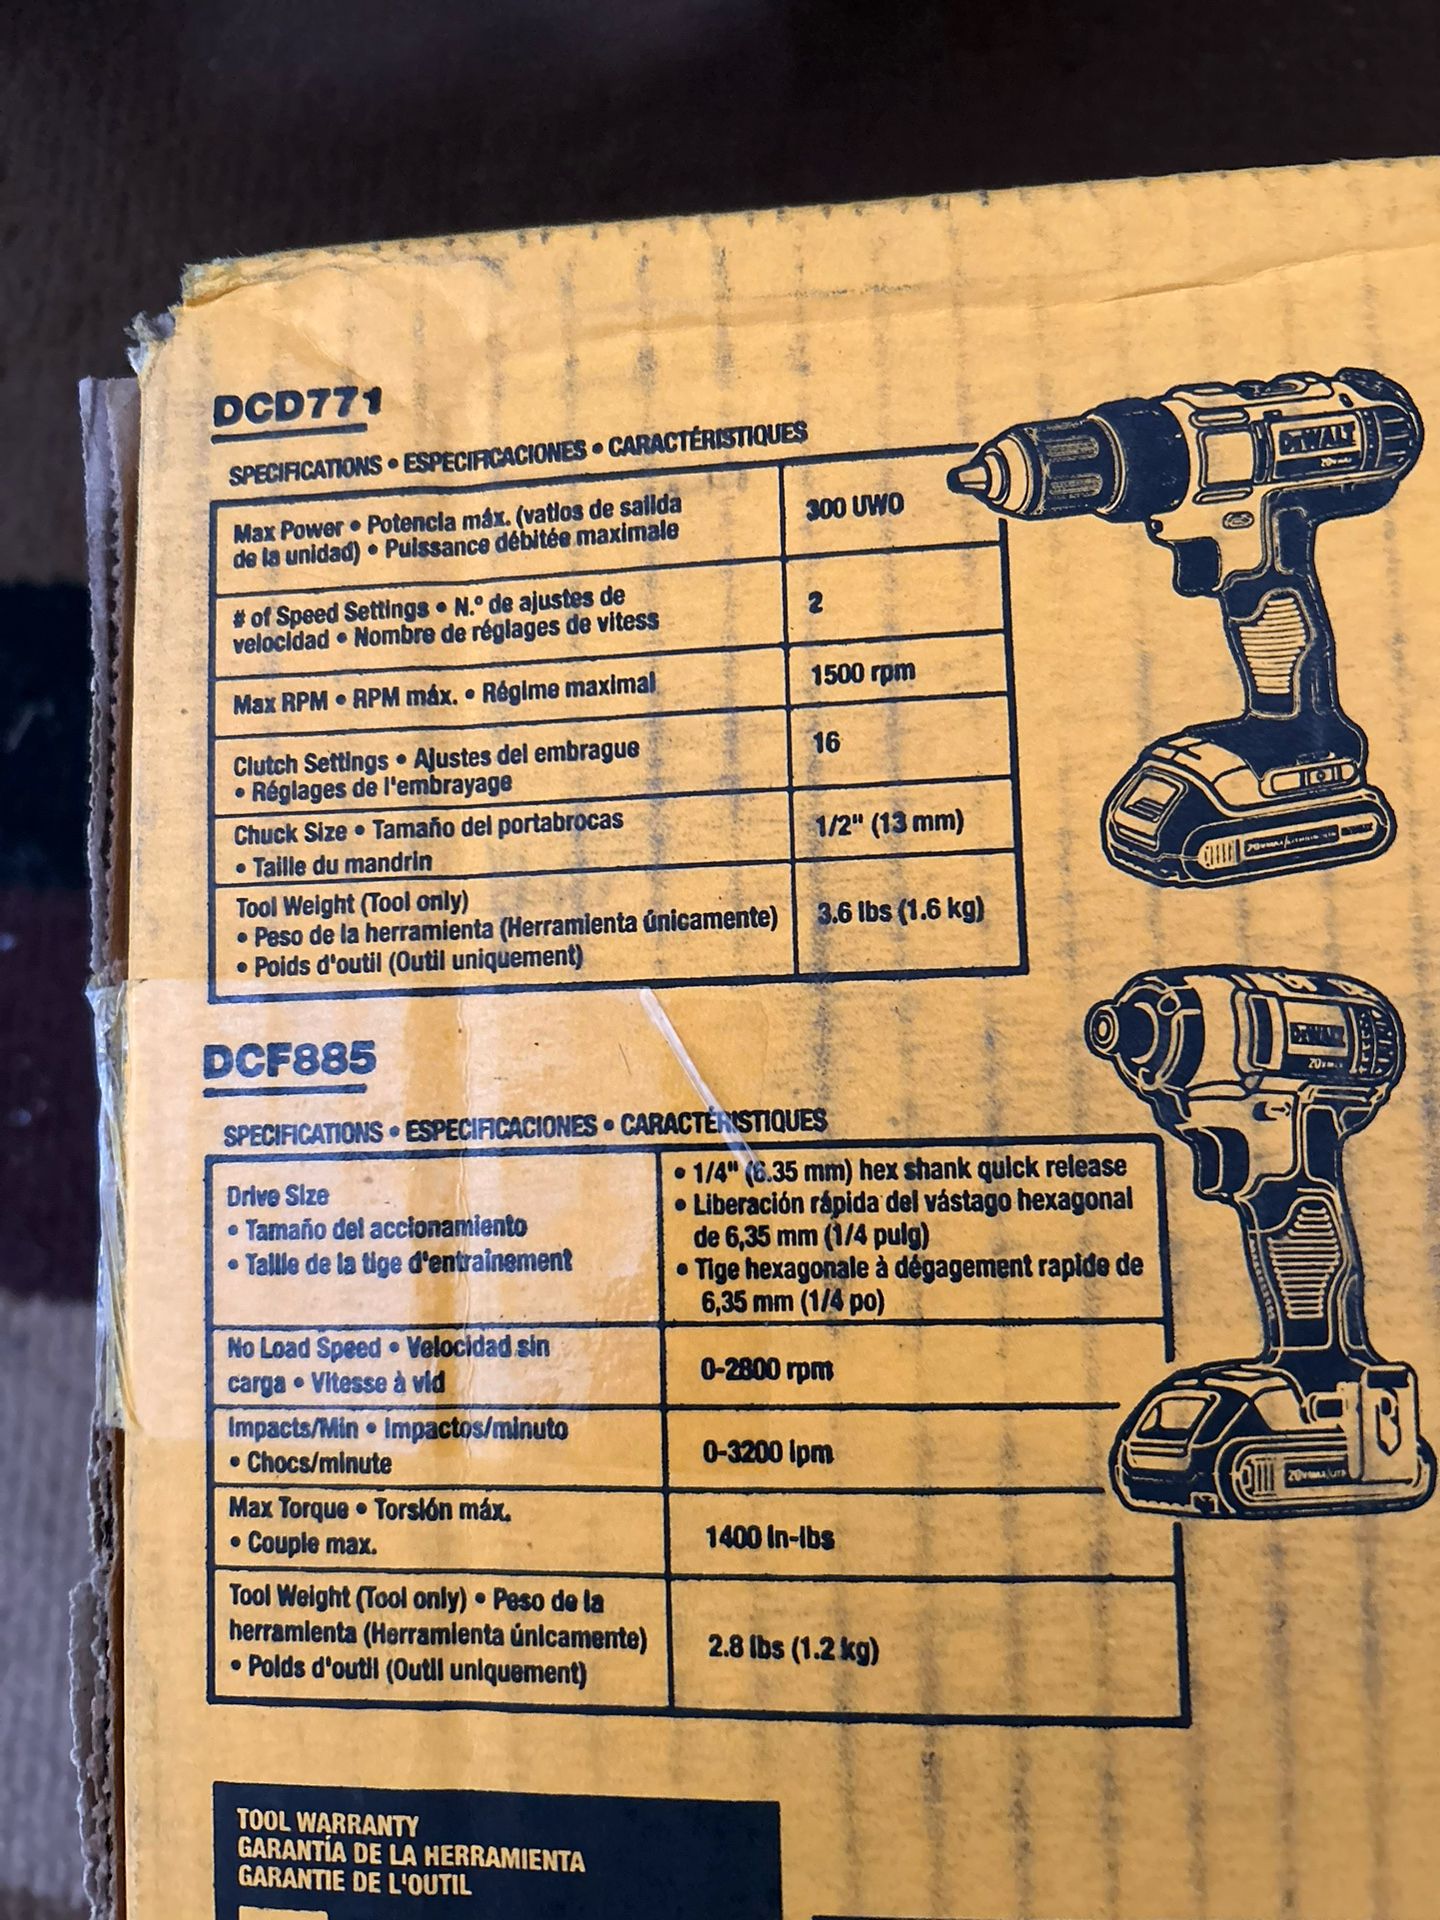 DCD771
SPECIFICATIONS • ESPECIFICACIONES • CARACTÉRISTIQUES
Max Power • Potencia máx. (vatios de salida
de la unidad) • Puissance débitée maximale
300 UWO
# of Speed Settings • N.º de ajustes de
velocidad • Nombre de réglages de vitess
2
Max RPM • RPM máx. • Régime maximal
1500 rpm
Clutch Settings • Ajustes del embrague
• Réglages de l'embrayage
16
Chuck Size • Tamaño del portabrocas
• Taille du mandrin
1/2" (13 mm)
Tool Weight (Tool only)
• Peso de la herramienta (Herramienta únicamente)
• Poids d'outil (Outil uniquement)
3.6 lbs (1.6 kg)
DEWALT
20V MAX
DCF885
SPECIFICATIONS • ESPECIFICACIONES • CARACTÉRISTIQUES
Drive Size
• Tamaño del accionamiento
• Taille de la tige d'entraînement
• 1/4" (6.35 mm) hex shank quick release
• Liberación rápida del vástago hexagonal
de 6,35 mm (1/4 pulg)
• Tige hexagonale à dégagement rapide de
6,35 mm (1/4 po)
No Load Speed • Velocidad sin
carga • Vitesse à vid
0-2800 rpm
Impacts/Min • Impactos/minuto
• Chocs/minute
0-3200 ipm
Max Torque • Torsión máx.
• Couple max.
1400 in-lbs
Tool Weight (Tool only) • Peso de la
herramienta (Herramienta únicamente)
• Poids d'outil (Outil uniquement)
2.8 lbs (1.2 kg)
DEWALT
20V MAX
TOOL WARRANTY
GARANTÍA DE LA HERRAMIENTA
GARANTIE DE L'OUTIL